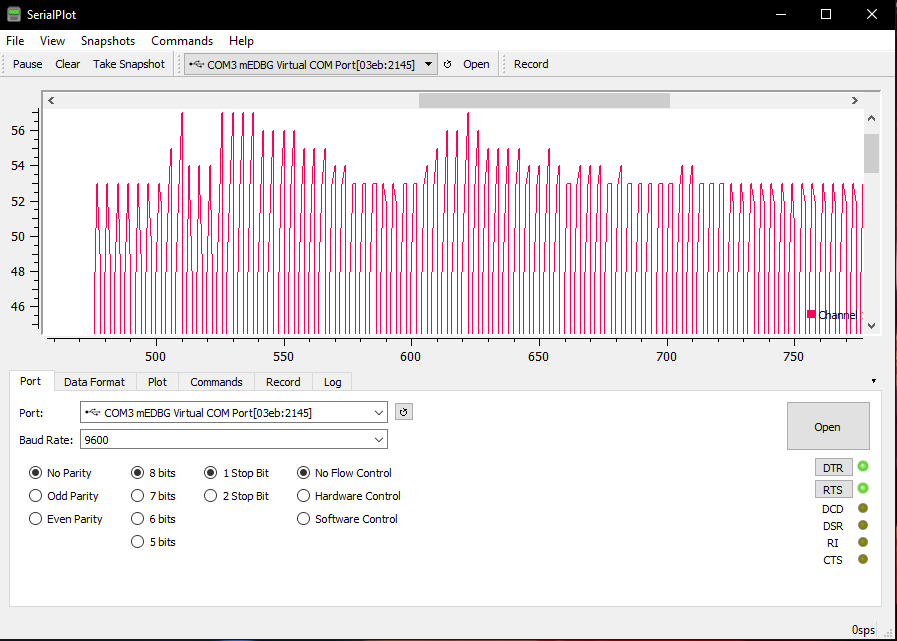 SerialPlot
File View Snapshots Commands Help
Pause Clear Take Snapshot COM3 mEDBG Virtual COM Port[03eb:2145] Open Record
56
54
52
50
48
46
Channel
500 550 600 650 700 750
Port Data Format Plot Commands Record Log
Port: COM3 mEDBG Virtual COM Port[03eb:2145]
Open
Baud Rate: 9600
No Parity 8 bits 1 Stop Bit No Flow Control
DTR
Odd Parity 7 bits 2 Stop Bit Hardware Control
RTS
Even Parity 6 bits Software Control
DCD
DSR
5 bits
RI
CTS
0sps